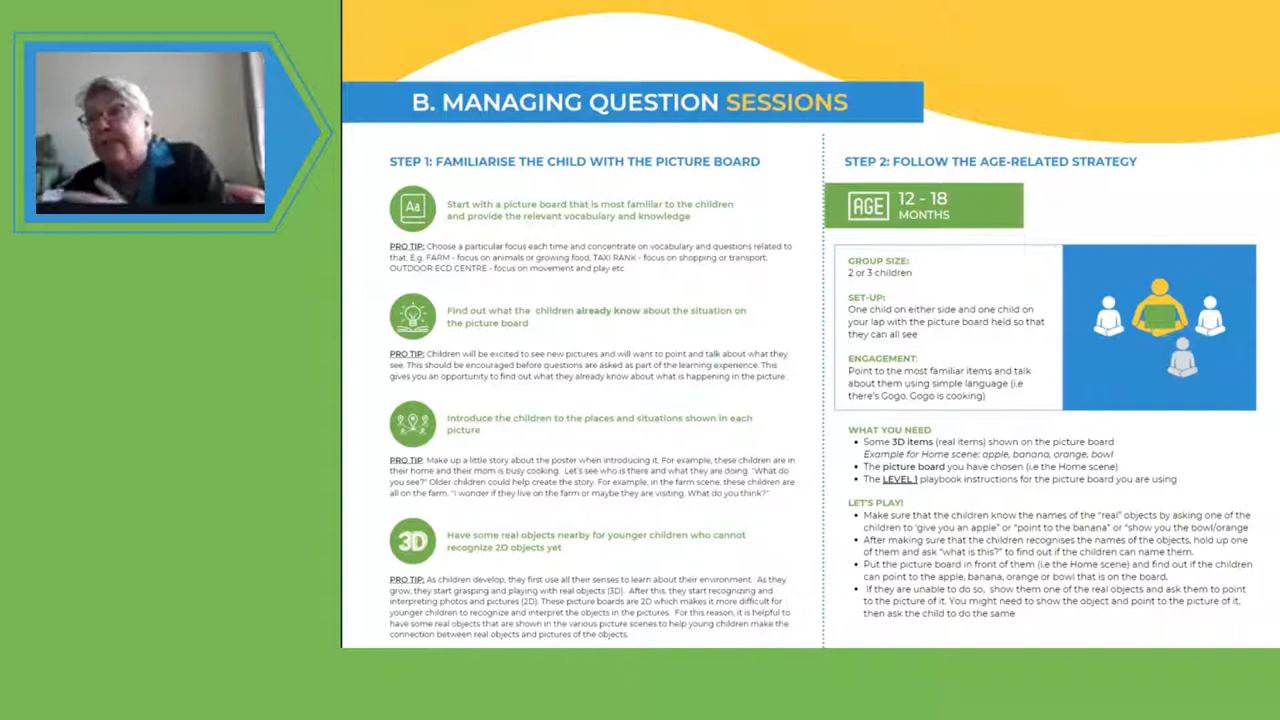 B. MANAGING QUESTION SESSIONS
STEP 1: FAMILIARISE THE CHILD WITH THE PICTURE BOARD
Aa
Start with a picture board that is most familiar to the children
and provide the relevant vocabulary and knowledge
PRO TIP: Choose a particular focus each time and concentrate on vocabulary and questions related to
that. E.g. FARM - focus on animals or growing food, TAXI RANK - focus on shopping or transport,
OUTDOOR ECD CENTRE - focus on movement and play etc
Find out what the children already know about the situation on
the picture board
PRO TIP: Children will be excited to see new pictures and will want to point and talk about what they
see. This should be encouraged before questions are asked as part of the learning experience. This
gives you an opportunity to find out what they already know about what is happening in the picture.
Introduce the children to the places and situations shown in each
picture
PRO TIP: Make up a little story about the poster when introducing it. For example, these children are in
their home and their mom is busy cooking. Let's see who is there and what they are doing. "What do
you see?" Older children could help create the story. For example, in the farm scene, these children are
all on the farm. "I wonder if they live on the farm or maybe they are visiting. What do you think?"
3D
Have some real objects nearby for younger children who cannot
recognize 2D objects yet
PRO TIP: As children develop, they first use all their senses to learn about their environment. As they
grow, they start grasping and playing with real objects (3D). After this, they start recognizing and
interpreting photos and pictures (2D). These picture boards are 2D which makes it more difficult for
younger children to recognize and interpret the objects in the pictures. For this reason, it is helpful to
have some real objects that are shown in the various picture scenes to help young children make the
connection between real objects and pictures of the objects.
STEP 2: FOLLOW THE AGE-RELATED STRATEGY
AGE
12 - 18
MONTHS
GROUP SIZE:
2 or 3 children
SET-UP:
One child on either side and one child on
your lap with the picture board held so that
they can all see
ENGAGEMENT:
Point to the most familiar items and talk
about them using simple language (i.e
there's Gogo, Gogo is cooking)
WHAT YOU NEED
• Some 3D items (real items) shown on the picture board
Example for Home scene: apple, banana, orange, bowl
• The picture board you have chosen (i.e the Home scene)
• The LEVEL 1 playbook instructions for the picture board you are using
LET'S PLAY!
• Make sure that the children know the names of the "real" objects by asking one of the
children to 'give you an apple" or "point to the banana" or "show you the bowl/orange
• After making sure that the children recognises the names of the objects, hold up one
of them and ask "what is this?" to find out if the children can name them.
• Put the picture board in front of them (i.e the Home scene) and find out if the children
can point to the apple, banana, orange or bowl that is on the board.
• If they are unable to do so, show them one of the real objects and ask them to point
to the picture of it. You might need to show the object and point to the picture of it,
then ask the child to do the same